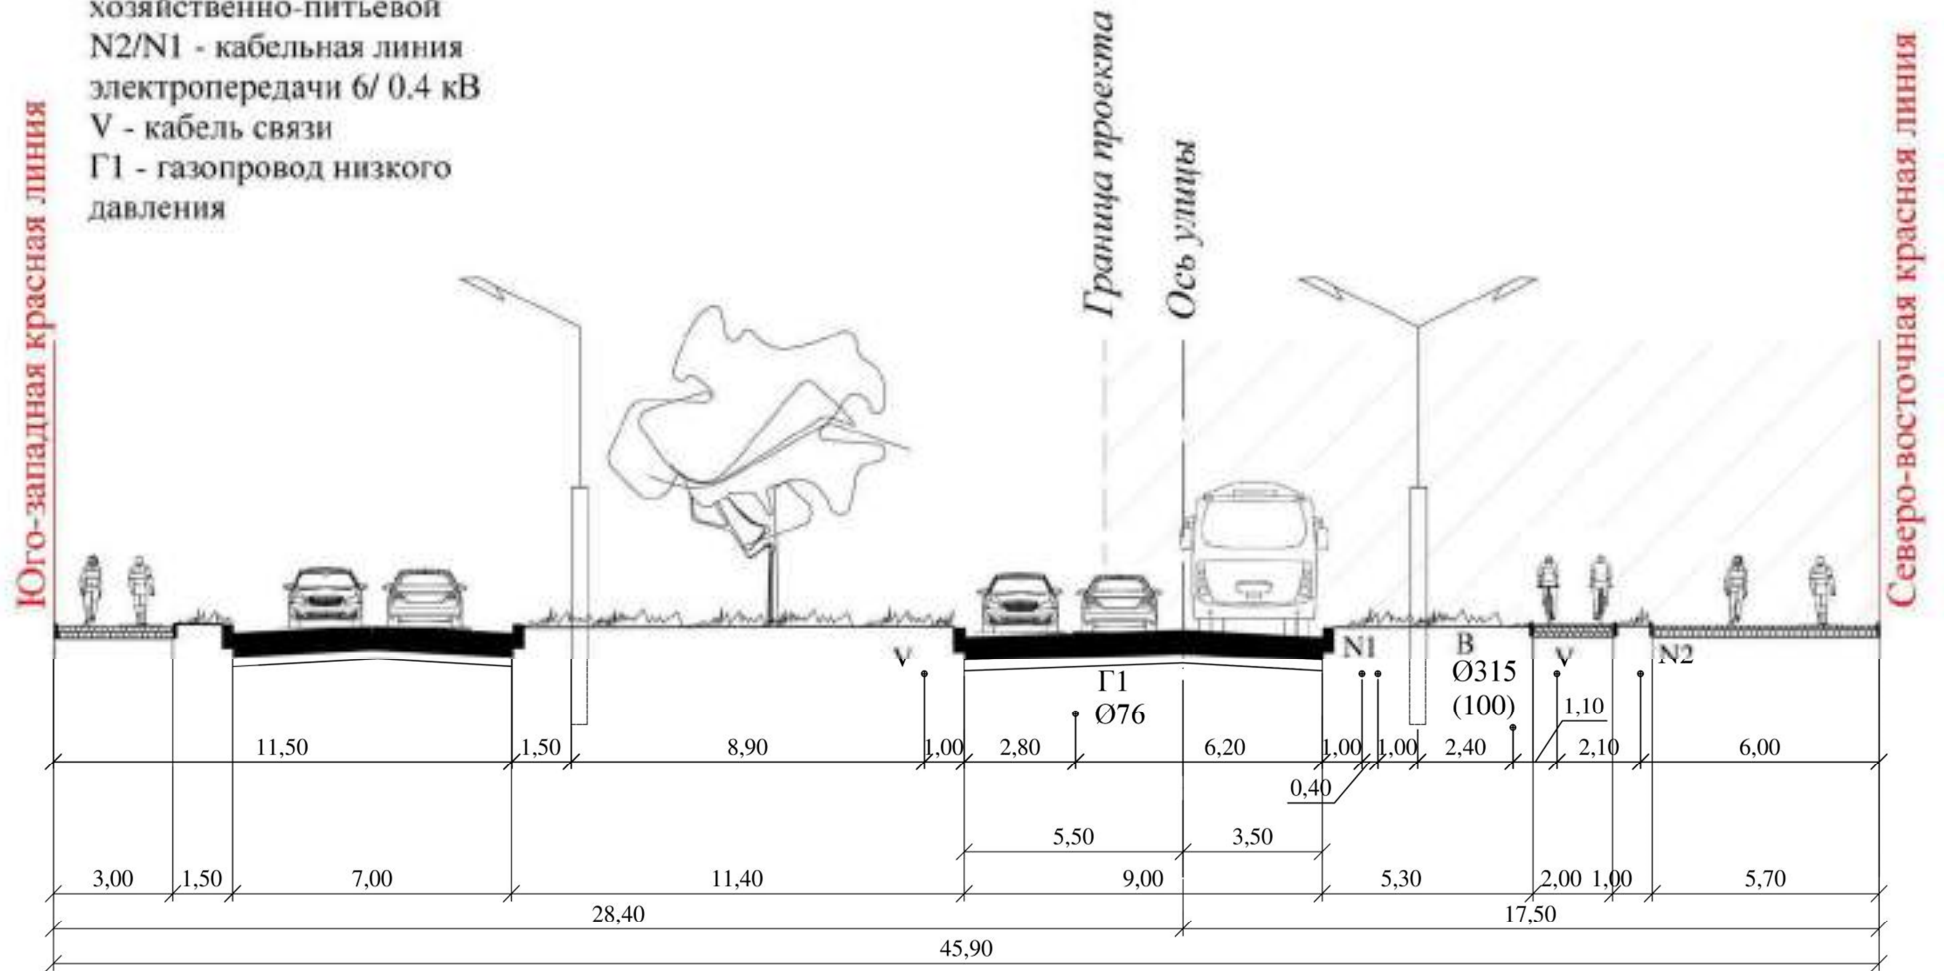 хозяйственно-питьевой
N2/N1 - кабельная линия
электропередачи 6/ 0.4 кВ
V - кабель связи
Г1 - газопровод низкого
давления
Юго-западная красная линия
Граница проекта
Ось улицы
Северо-восточная красная линия
V
Г1
Ø76
N1
В
Ø315
(100)
V
N2
1,10
11,50
1,50
8,90
1,00
2,80
6,20
1,00
1,00
2,40
2,10
6,00
0,40
5,50
3,50
3,00
1,50
7,00
11,40
9,00
5,30
2,00
1,00
5,70
28,40
17,50
45,90